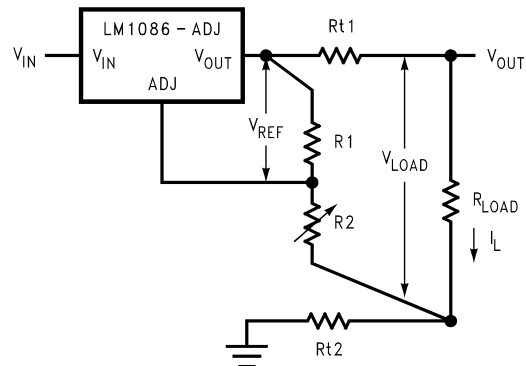 LM1086-ADJ
Rt1
V_IN
V_IN
V_OUT
V_OUT
ADJ
V_REF
R1
V_LOAD
R2
R_LOAD
I_L
Rt2